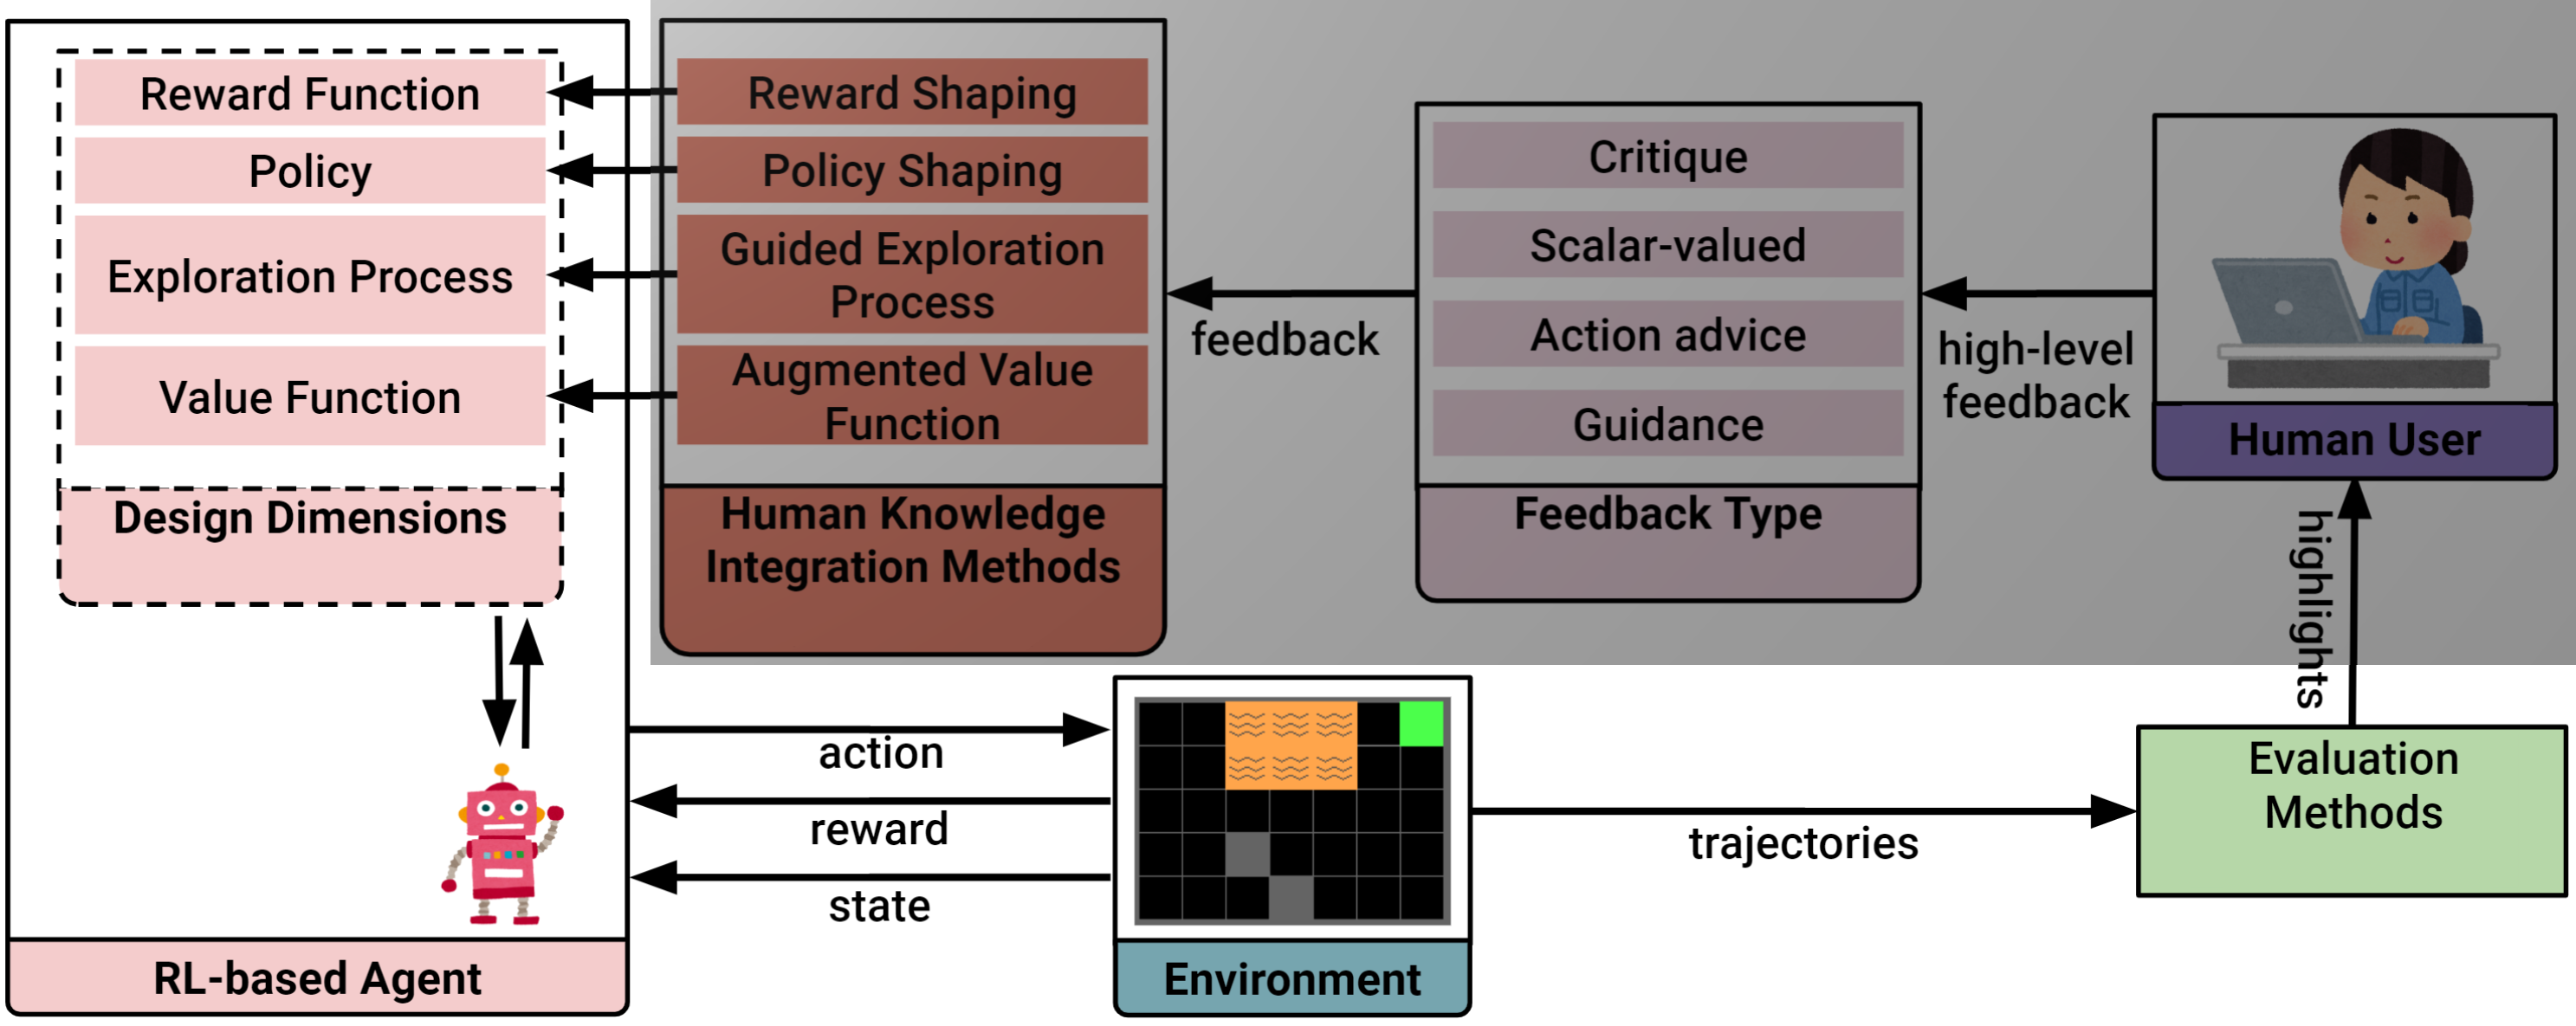 Reward Function
Policy
Exploration Process
Value Function
Design Dimensions
RL-based Agent
Reward Shaping
Policy Shaping
Guided Exploration
Process
Augmented Value
Function
Human Knowledge
Integration Methods
feedback
Critique
Scalar-valued
Action advice
Guidance
Feedback Type
high-level
feedback
Human User
highlights
action
reward
state
Environment
trajectories
Evaluation
Methods